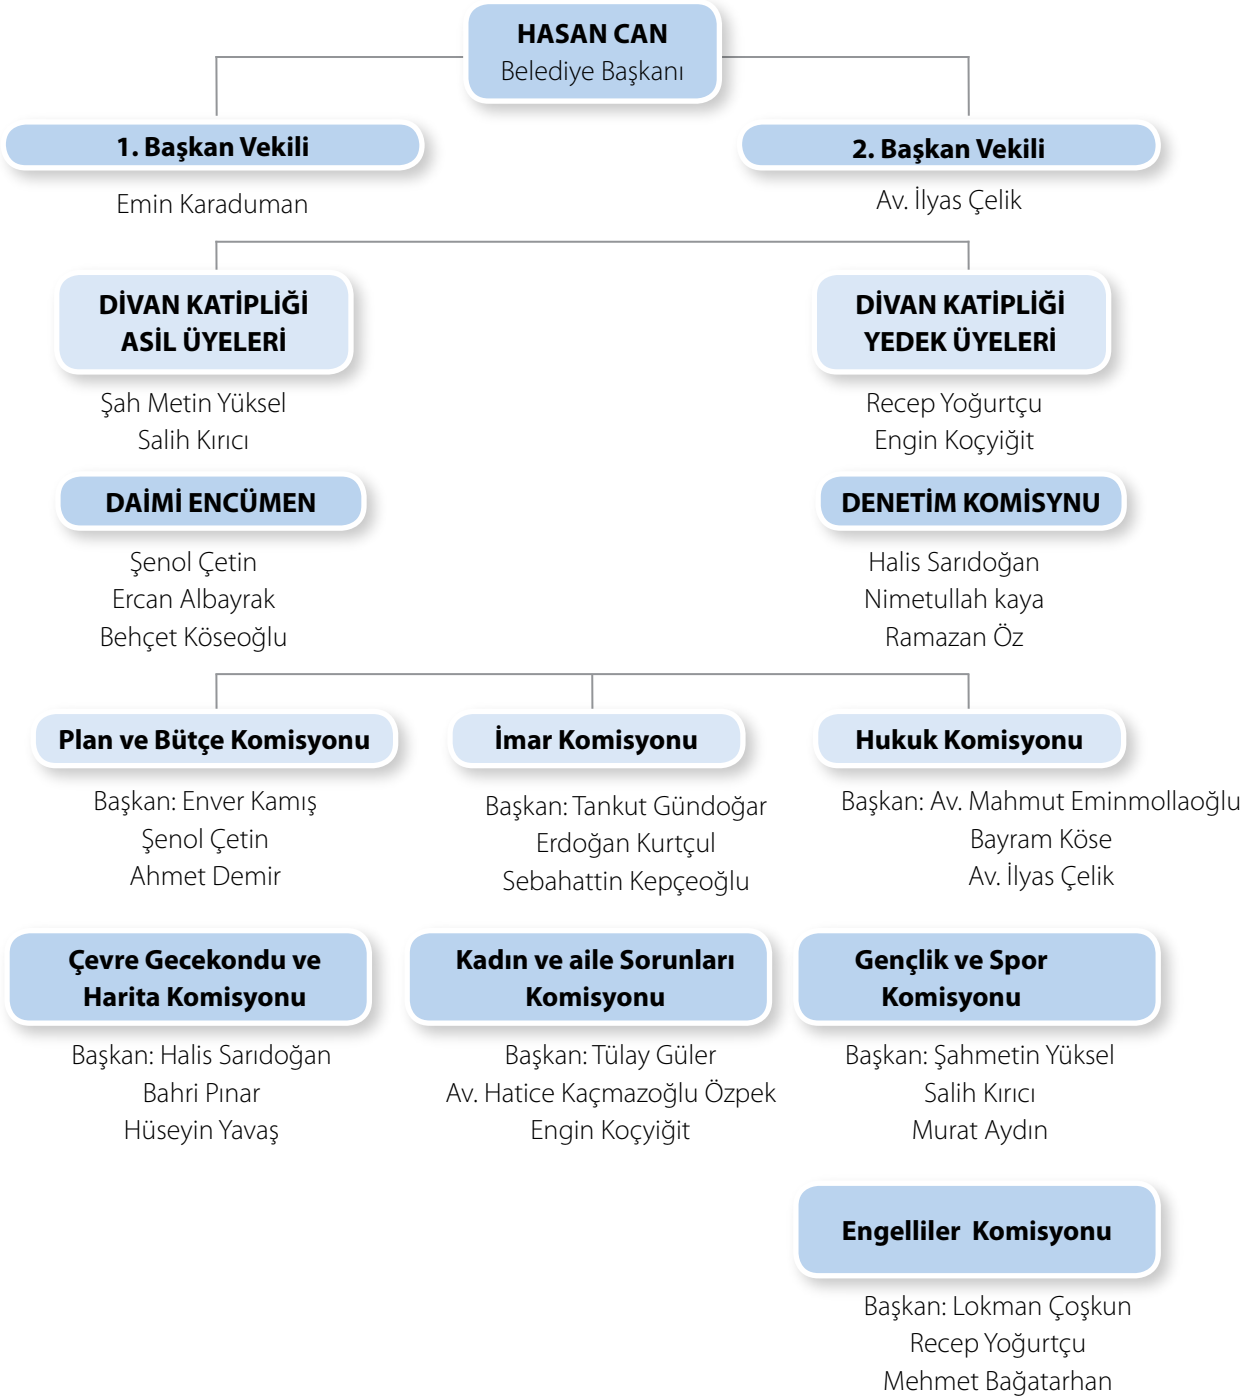 HASAN CAN
Belediye Başkanı
1. Başkan Vekili
Emin Karaduman
2. Başkan Vekili
Av. İlyas Çelik
DİVAN KATİPLİĞİ
ASİL ÜYELERİ
Şah Metin Yüksel
Salih Kırıcı
DİVAN KATİPLİĞİ
YEDEK ÜYELERİ
Recep Yoğurtçu
Engin Koçyiğit
DAİMİ ENCÜMEN
Şenol Çetin
Ercan Albayrak
Behçet Köseoğlu
DENETİM KOMİSYNU
Halis Sarıdoğan
Nimetullah kaya
Ramazan Öz
Plan ve Bütçe Komisyonu
Başkan: Enver Kamış
Şenol Çetin
Ahmet Demir
İmar Komisyonu
Başkan: Tankut Gündoğar
Erdoğan Kurtçul
Sebahattin Kepçeoğlu
Hukuk Komisyonu
Başkan: Av. Mahmut Eminmollaoğlu
Bayram Köse
Av. İlyas Çelik
Çevre Gecekondu ve
Harita Komisyonu
Başkan: Halis Sarıdoğan
Bahri Pınar
Hüseyin Yavaş
Kadın ve aile Sorunları
Komisyonu
Başkan: Tülay Güler
Av. Hatice Kaçmazoğlu Özpek
Engin Koçyiğit
Gençlik ve Spor
Komisyonu
Başkan: Şahmetin Yüksel
Salih Kırıcı
Murat Aydın
Engelliler Komisyonu
Başkan: Lokman Çoşkun
Recep Yoğurtçu
Mehmet Bağatarhan